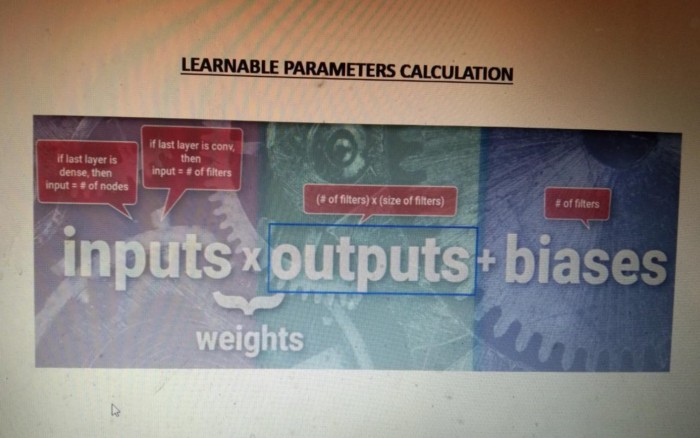 LEARNABLE PARAMETERS CALCULATION
if last layer is
dense, then
input = # of nodes
if last layer is conv,
then
input = # of filters
(# of filters) x (size of filters)
# of filters
inputs x outputs + biases
weights